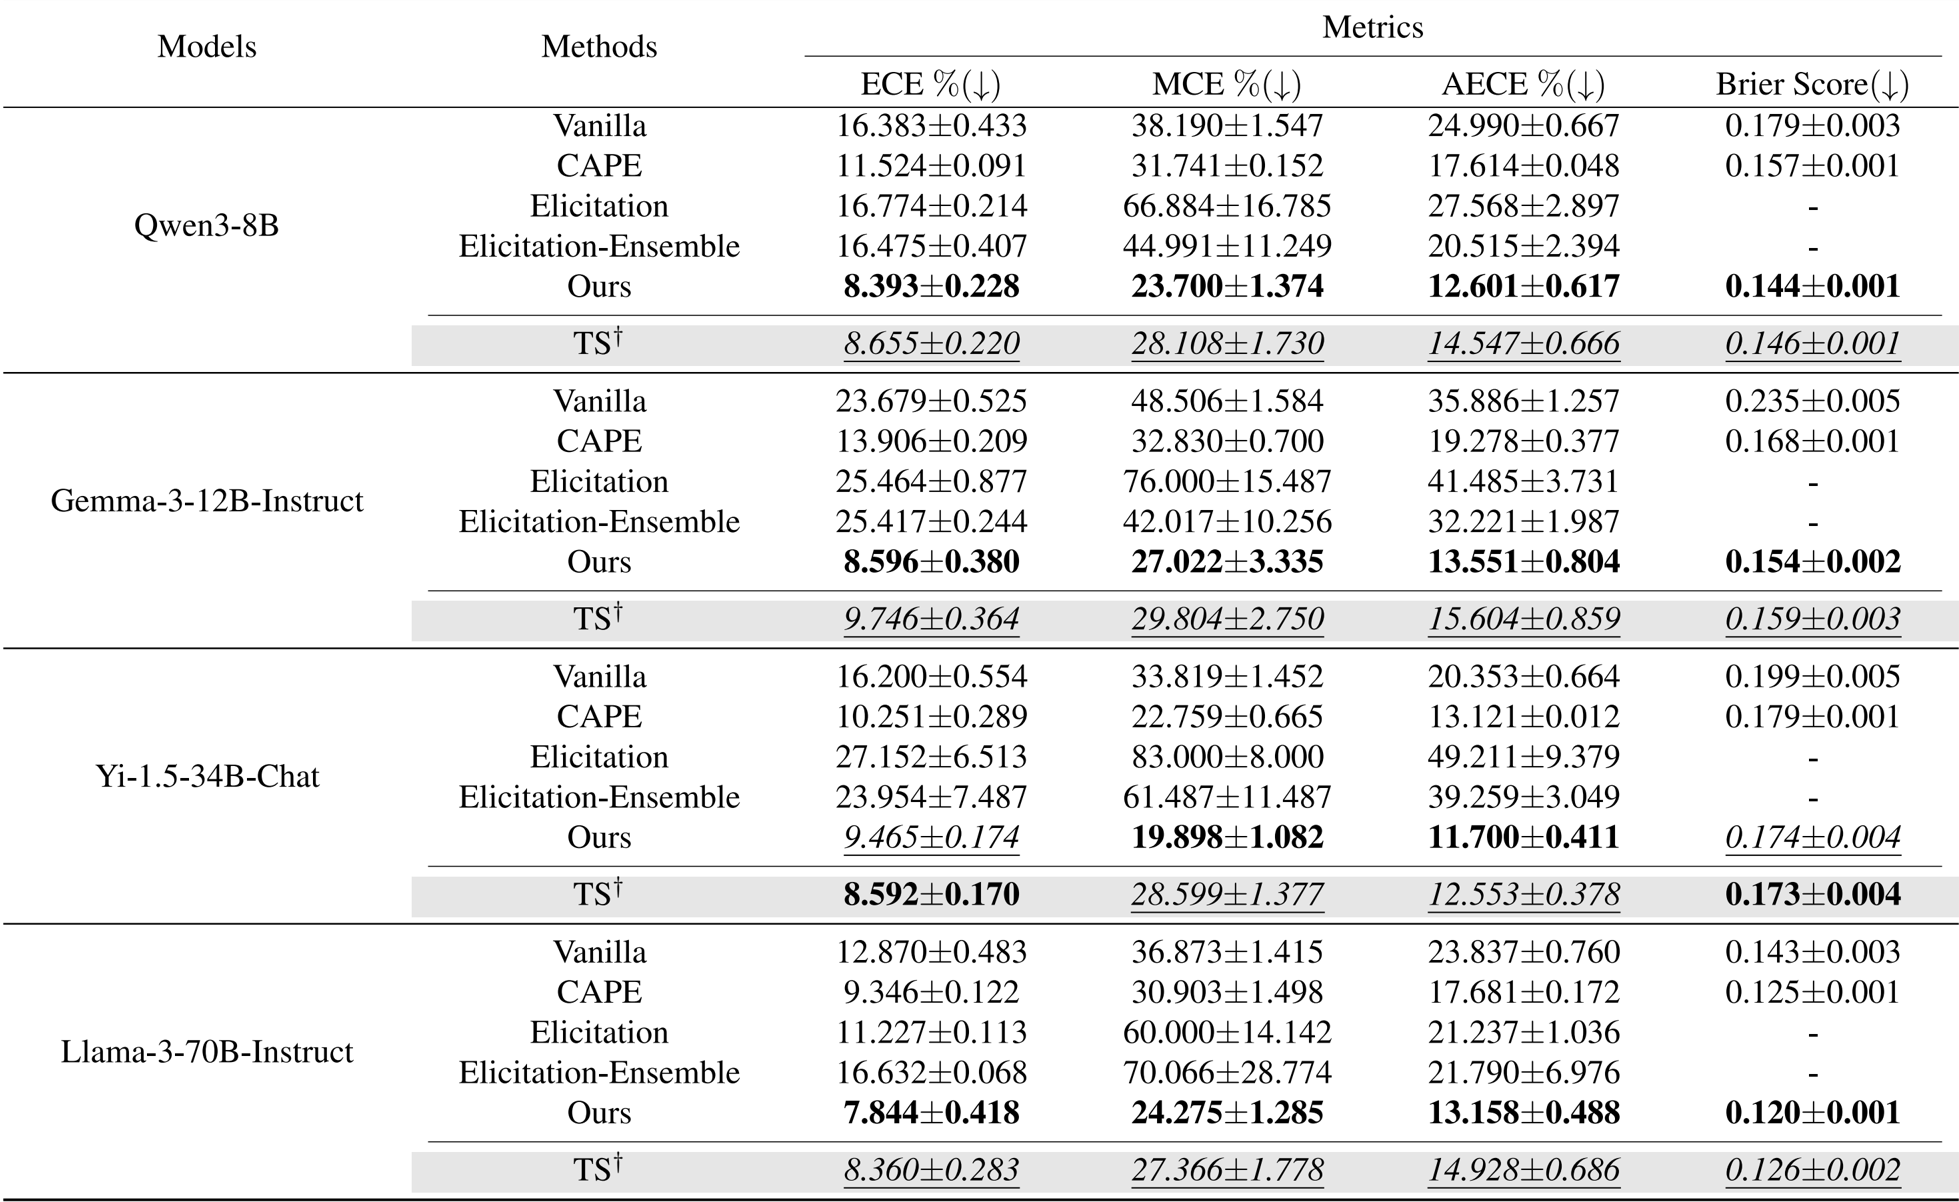 Models Methods Metrics
ECE %(↓) MCE %(↓) AECE %(↓) Brier Score(↓)
Qwen3-8B
Vanilla 16.383±0.433 38.190±1.547 24.990±0.667 0.179±0.003
CAPE 11.524±0.091 31.741±0.152 17.614±0.048 0.157±0.001
Elicitation 16.774±0.214 66.884±16.785 27.568±2.897 -
Elicitation-Ensemble 16.475±0.407 44.991±11.249 20.515±2.394 -
Ours 8.393±0.228 23.700±1.374 12.601±0.617 0.144±0.001
TS† 8.655±0.220 28.108±1.730 14.547±0.666 0.146±0.001
Gemma-3-12B-Instruct
Vanilla 23.679±0.525 48.506±1.584 35.886±1.257 0.235±0.005
CAPE 13.906±0.209 32.830±0.700 19.278±0.377 0.168±0.001
Elicitation 25.464±0.877 76.000±15.487 41.485±3.731 -
Elicitation-Ensemble 25.417±0.244 42.017±10.256 32.221±1.987 -
Ours 8.596±0.380 27.022±3.335 13.551±0.804 0.154±0.002
TS† 9.746±0.364 29.804±2.750 15.604±0.859 0.159±0.003
Yi-1.5-34B-Chat
Vanilla 16.200±0.554 33.819±1.452 20.353±0.664 0.199±0.005
CAPE 10.251±0.289 22.759±0.665 13.121±0.012 0.179±0.001
Elicitation 27.152±6.513 83.000±8.000 49.211±9.379 -
Elicitation-Ensemble 23.954±7.487 61.487±11.487 39.259±3.049 -
Ours 9.465±0.174 19.898±1.082 11.700±0.411 0.174±0.004
TS† 8.592±0.170 28.599±1.377 12.553±0.378 0.173±0.004
Llama-3-70B-Instruct
Vanilla 12.870±0.483 36.873±1.415 23.837±0.760 0.143±0.003
CAPE 9.346±0.122 30.903±1.498 17.681±0.172 0.125±0.001
Elicitation 11.227±0.113 60.000±14.142 21.237±1.036 -
Elicitation-Ensemble 16.632±0.068 70.066±28.774 21.790±6.976 -
Ours 7.844±0.418 24.275±1.285 13.158±0.488 0.120±0.001
TS† 8.360±0.283 27.366±1.778 14.928±0.686 0.126±0.002